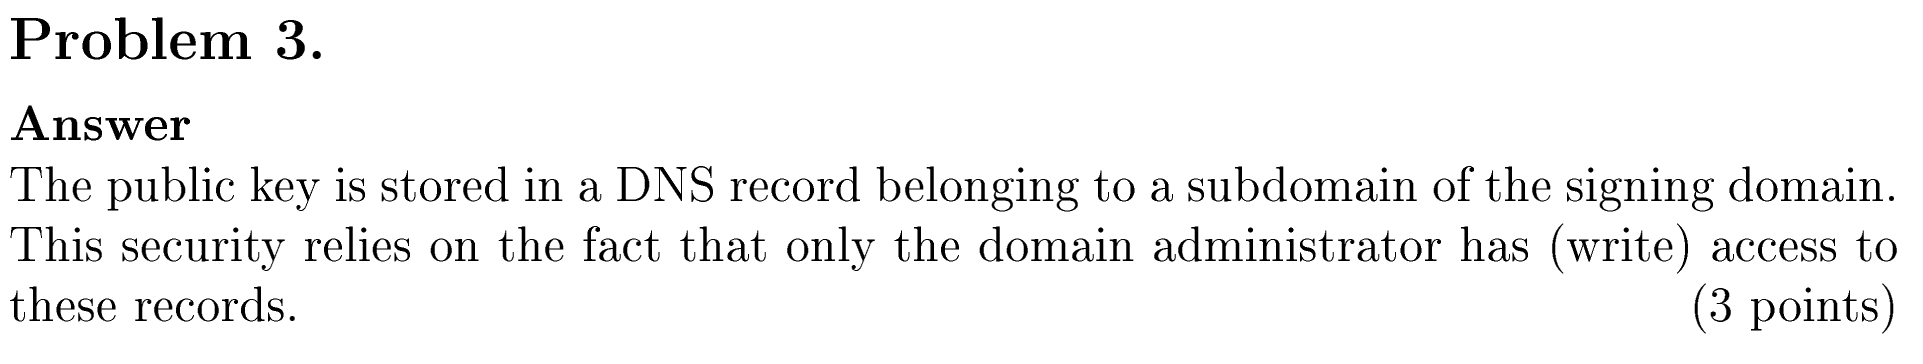 Problem 3.
Answer
The public key is stored in a DNS record belonging to a subdomain of the signing domain.
This security relies on the fact that only the domain administrator has (write) access to
these records. (3 points)